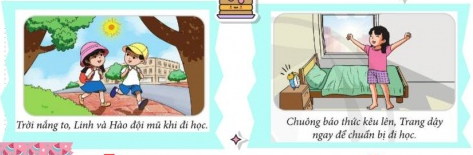 Trời nắng to, Linh và Hào đội mũ khi đi học.
Chuông báo thức kêu lên, Trang dậy
ngay để chuẩn bị đi học.